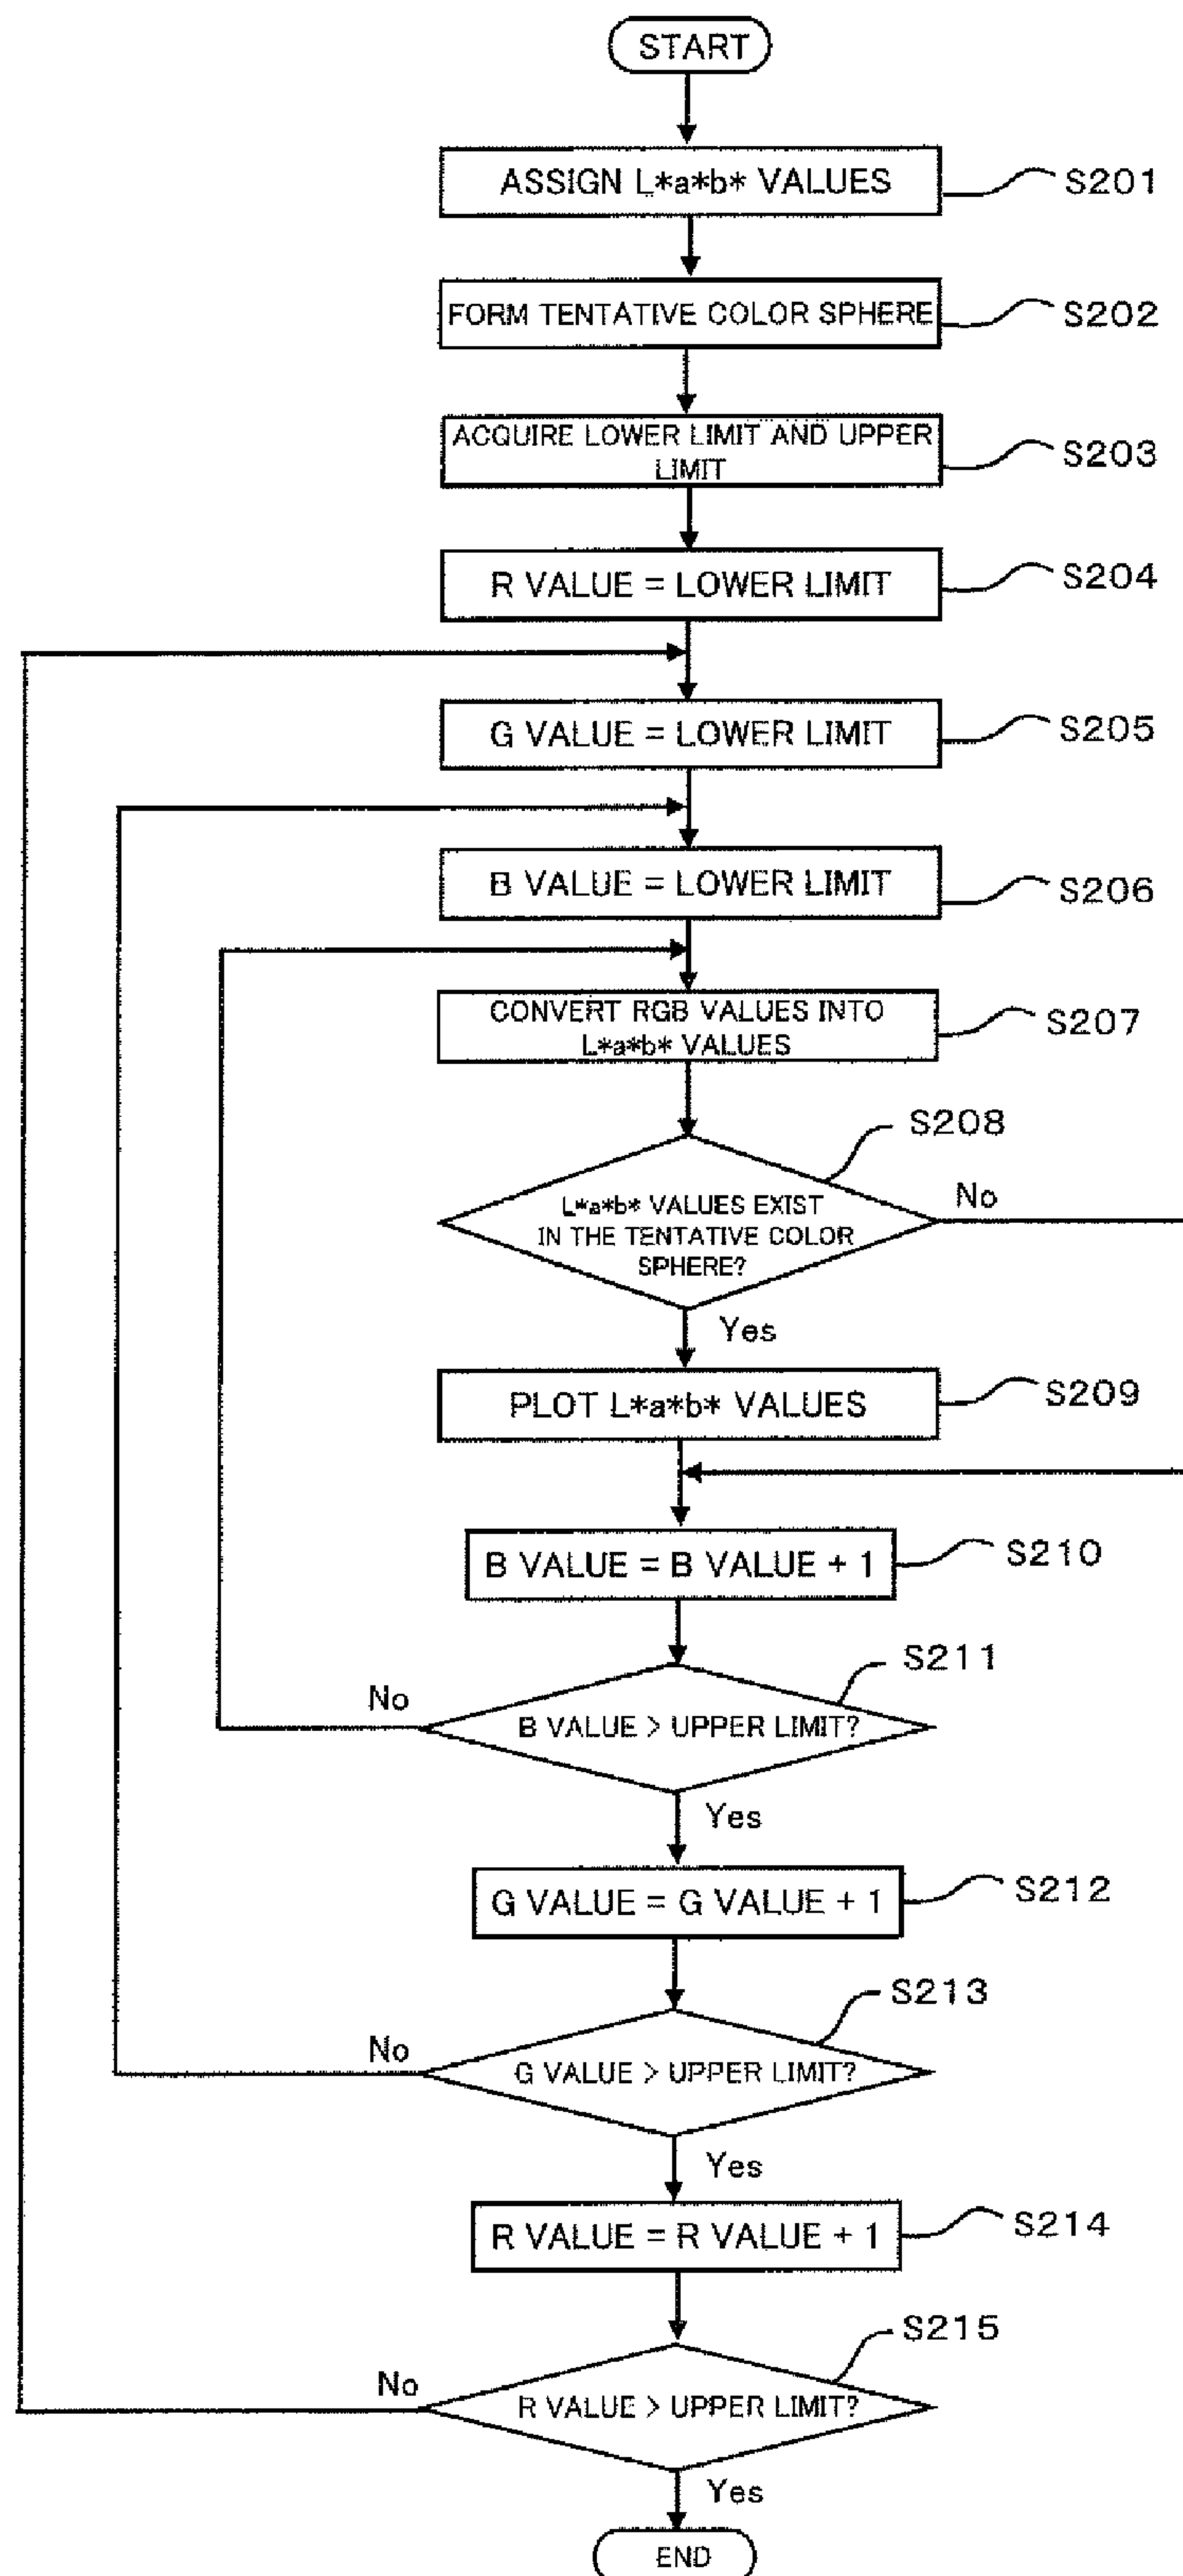 START
ASSIGN L*a*b* VALUES
S201
FORM TENTATIVE COLOR SPHERE
S202
ACQUIRE LOWER LIMIT AND UPPER
LIMIT
S203
R VALUE = LOWER LIMIT
S204
G VALUE = LOWER LIMIT
S205
B VALUE = LOWER LIMIT
S206
CONVERT RGB VALUES INTO
L*a*b* VALUES
S207
S208
L*a*b* VALUES EXIST
IN THE TENTATIVE COLOR
SPHERE?
No
Yes
PLOT L*a*b* VALUES
S209
B VALUE = B VALUE + 1
S210
S211
No
B VALUE > UPPER LIMIT?
Yes
G VALUE = G VALUE + 1
S212
S213
No
G VALUE > UPPER LIMIT?
Yes
R VALUE = R VALUE + 1
S214
S215
No
R VALUE > UPPER LIMIT?
Yes
END